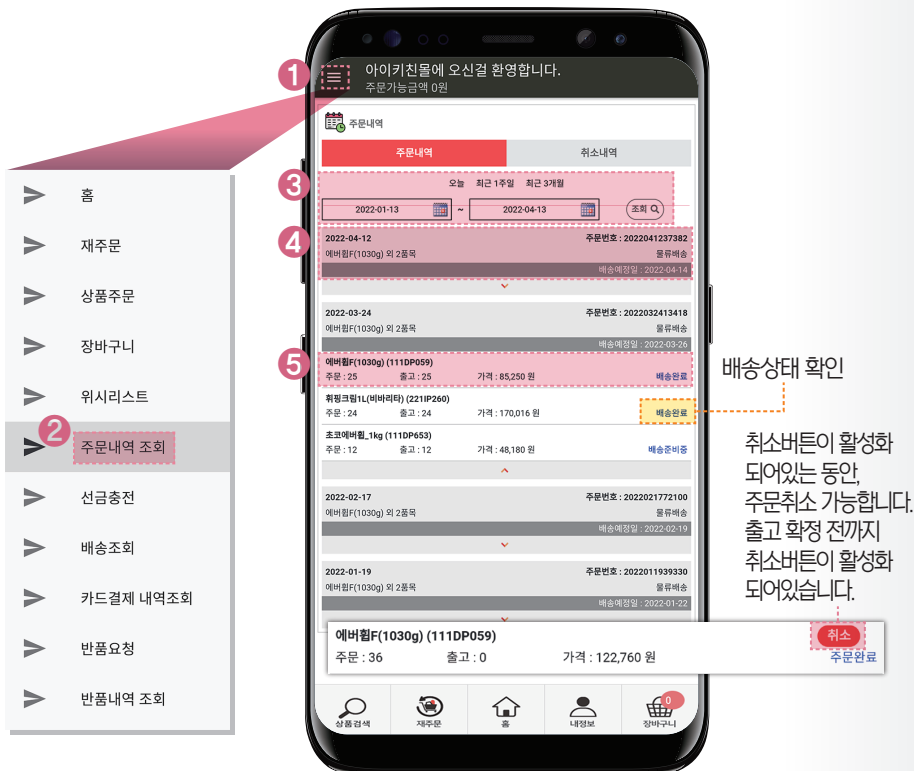 1
아이키친몰에 오신걸 환영합니다.
주문가능금액 0원
주문내역
주문내역 취소내역
3
오늘 최근 1주일 최근 3개월
2022-01-13 ~ 2022-04-13 조회
4
2022-04-12 주문번호 : 2022041237382
에버휩F(1030g) 외 2품목 물류배송
배송예정일 : 2022-04-14
2022-03-24 주문번호 : 2022032413418
에버휩F(1030g) 외 2품목 물류배송
배송예정일 : 2022-03-26
5
에버휩F(1030g) (111DP059)
주문 : 25 출고 : 25 가격 : 85,250 원 배송완료
휘핑크림1L(비바리타) (221IP260)
주문 : 24 출고 : 24 가격 : 170,016 원 배송완료
초코에버휩_1kg (111DP653)
주문 : 12 출고 : 12 가격 : 48,180 원 배송준비중
2022-02-17 주문번호 : 2022021772100
에버휩F(1030g) 외 2품목 물류배송
배송예정일 : 2022-02-19
2022-01-19 주문번호 : 2022011939330
에버휩F(1030g) 외 2품목 물류배송
배송예정일 : 2022-01-22
에버휩F(1030g) (111DP059) 취소
주문 : 36 출고 : 0 가격 : 122,760 원 주문완료
상품검색 재주문 홈 내정보 0 장바구니
홈
재주문
상품주문
장바구니
위시리스트
2
주문내역 조회
선금충전
배송조회
카드결제 내역조회
반품요청
반품내역 조회
배송상태 확인
취소버튼이 활성화
되어있는 동안,
주문취소 가능합니다.
출고 확정 전까지
취소버튼이 활성화
되어있습니다.